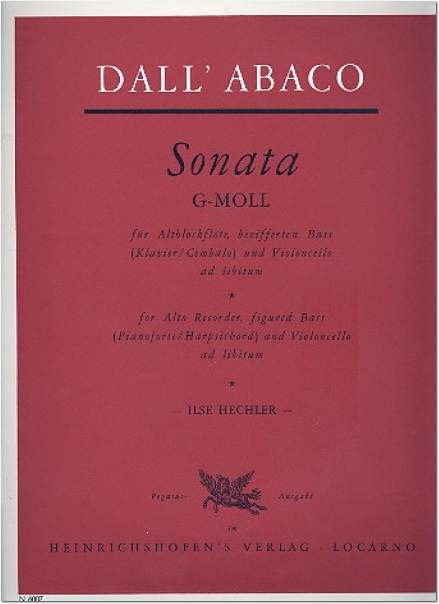 DALL' ABACO
Sonata
G-MOLL
für Altblockflöte, bezifferten Bass
(Klavier/Cembalo) und Violoncello
ad libitum
*
for Alto Recorder, figured Bass
(Pianoforte/Harpsichord) and Violoncello
ad libitum
*
– ILSE HECHLER –
Pegasus- Ausgabe
im
HEINRICHSHOFEN'S VERLAG · LOCARNO
N 6007